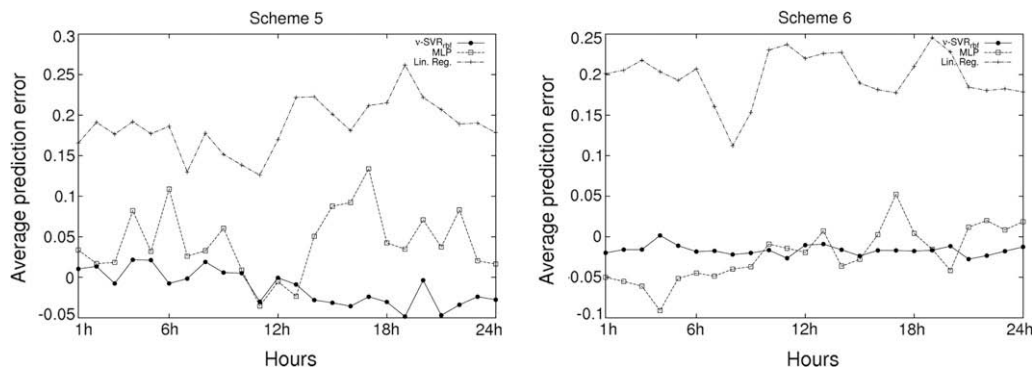 Scheme 5
Average prediction error
0.3
0.25
0.2
0.15
0.1
0.05
0
-0.05
v-SVRrbf
MLP
Lin. Reg.
1h 6h 12h 18h 24h
Hours
Scheme 6
Average prediction error
0.25
0.2
0.15
0.1
0.05
0
-0.05
-0.1
v-SVRrbf
MLP
Lin. Reg.
1h 6h 12h 18h 24h
Hours